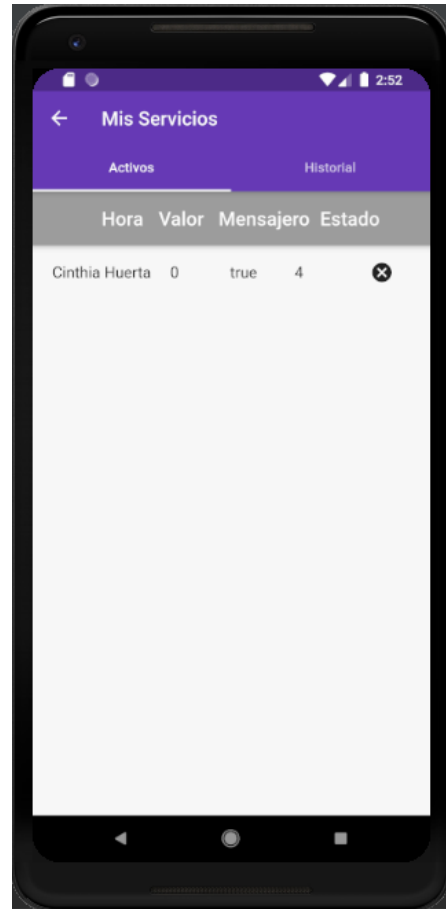 2:52
Mis Servicios
Activos Historial
Hora Valor Mensajero Estado
Cinthia Huerta 0 true 4